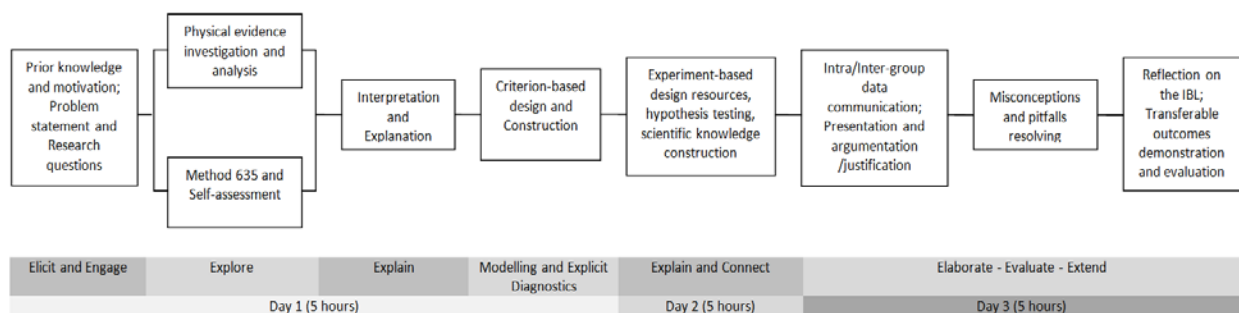 Prior knowledge
and motivation;
Problem
statement and
Research
questions
Physical evidence
investigation and
analysis
Method 635 and
Self-assessment
Interpretation
and
Explanation
Criterion-based
design and
Construction
Experiment-based
design resources,
hypothesis testing,
scientific knowledge
construction
Intra/Inter-group
data
communication;
Presentation and
argumentation
/justification
Misconceptions
and pitfalls
resolving
Reflection on
the IBL;
Transferable
outcomes
demonstration
and evaluation
Elicit and Engage
Explore
Explain
Modelling and Explicit
Diagnostics
Explain and Connect
Elaborate - Evaluate - Extend
Day 1 (5 hours)
Day 2 (5 hours)
Day 3 (5 hours)